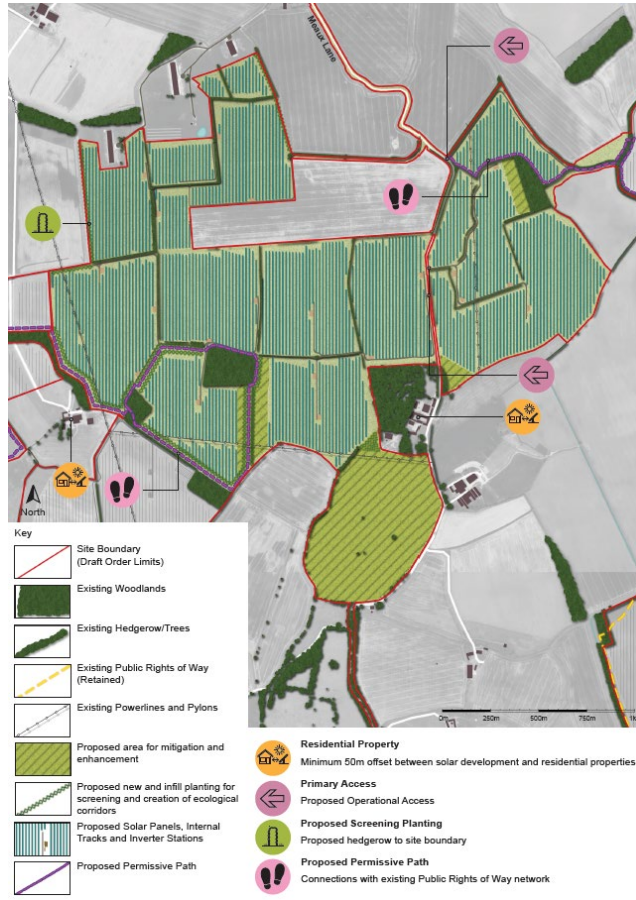 Meaux Lane
North
Key
Site Boundary
(Draft Order Limits)
Existing Woodlands
Existing Hedgerow/Trees
Existing Public Rights of Way
(Retained)
Existing Powerlines and Pylons
Proposed area for mitigation and
enhancement
Proposed new and infill planting for
screening and creation of ecological
corridors
Proposed Solar Panels, Internal
Tracks and Inverter Stations
Proposed Permissive Path
0m 250m 500m 750m
Residential Property
Minimum 50m offset between solar development and residential properties
Primary Access
Proposed Operational Access
Proposed Screening Planting
Proposed hedgerow to site boundary
Proposed Permissive Path
Connections with existing Public Rights of Way network